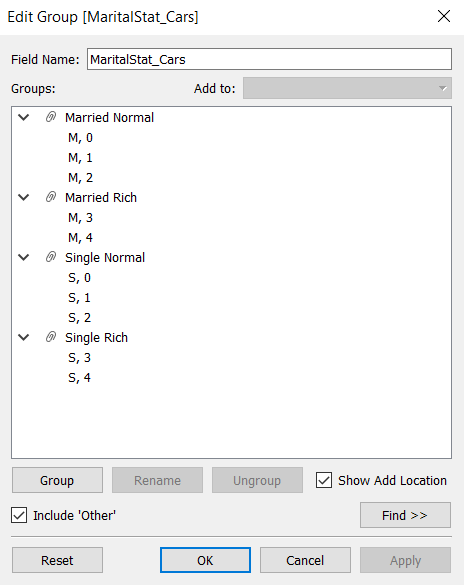 Edit Group [MaritalStat_Cars]
Field Name: MaritalStat_Cars
Groups: Add to:
Married Normal
M, 0
M, 1
M, 2
Married Rich
M, 3
M, 4
Single Normal
S, 0
S, 1
S, 2
Single Rich
S, 3
S, 4
Group Rename Ungroup Show Add Location
Include 'Other' Find >>
Reset OK Cancel Apply